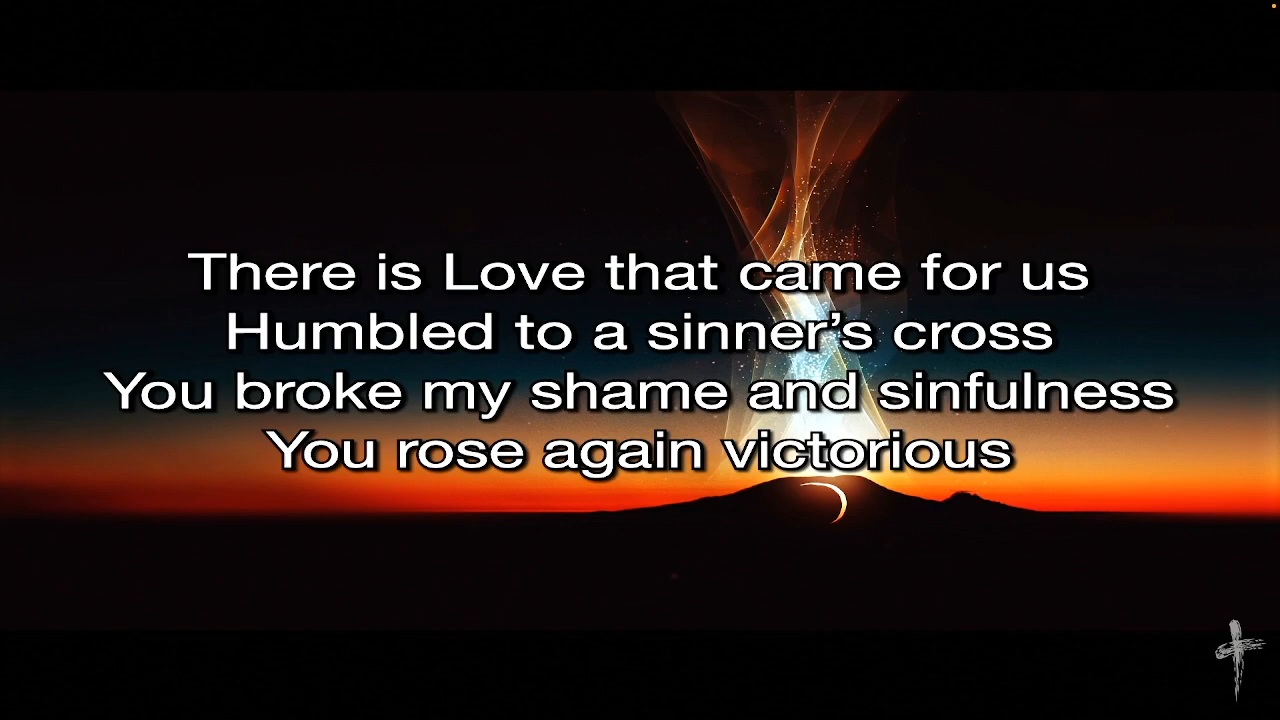 There is Love that came for us
Humbled to a sinner’s cross
You broke my shame and sinfulness
You rose again victorious